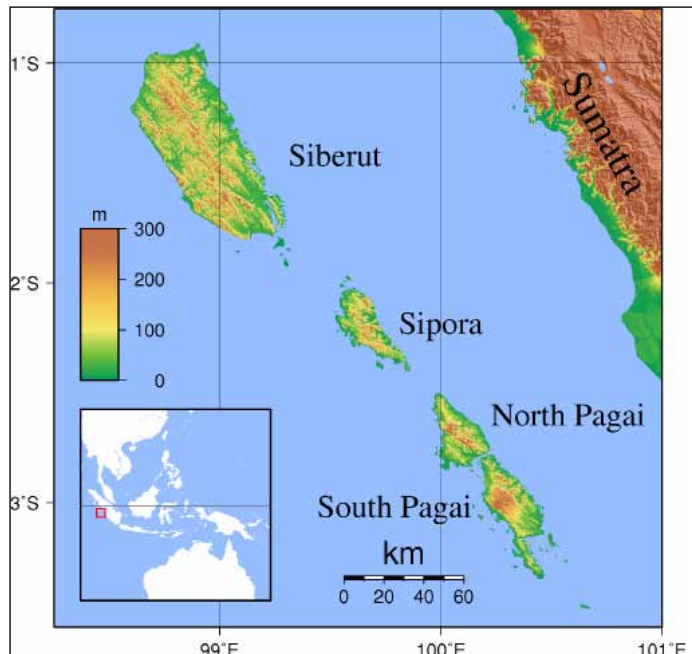 1°S
Sumatra
Siberut
m
300
200
100
0
2°S
Sipora
North Pagai
3°S
South Pagai
km
0 20 40 60
99°E
100°E
101°E